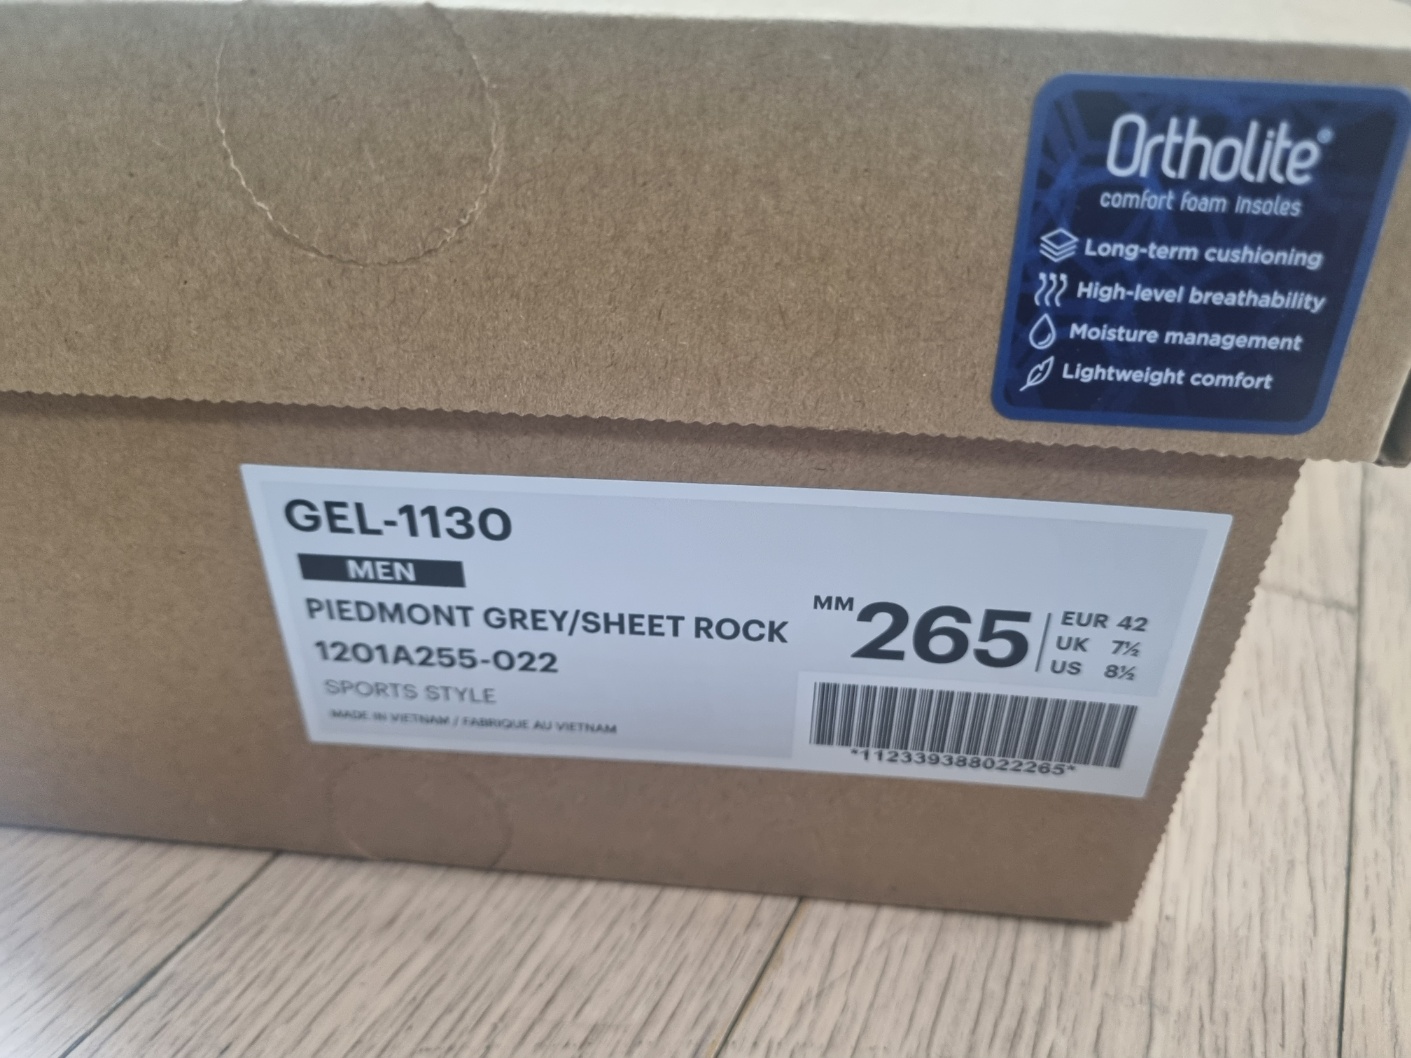 Ortholite®
comfort foam insoles
Long-term cushioning
High-level breathability
Moisture management
Lightweight comfort
GEL-1130
MEN
PIEDMONT GREY/SHEET ROCK
1201A255-022
SPORTS STYLE
MADE IN VIETNAM / FABRIQUE AU VIETNAM
MM 265
EUR 42
UK 7½
US 8½
*112339388022265*